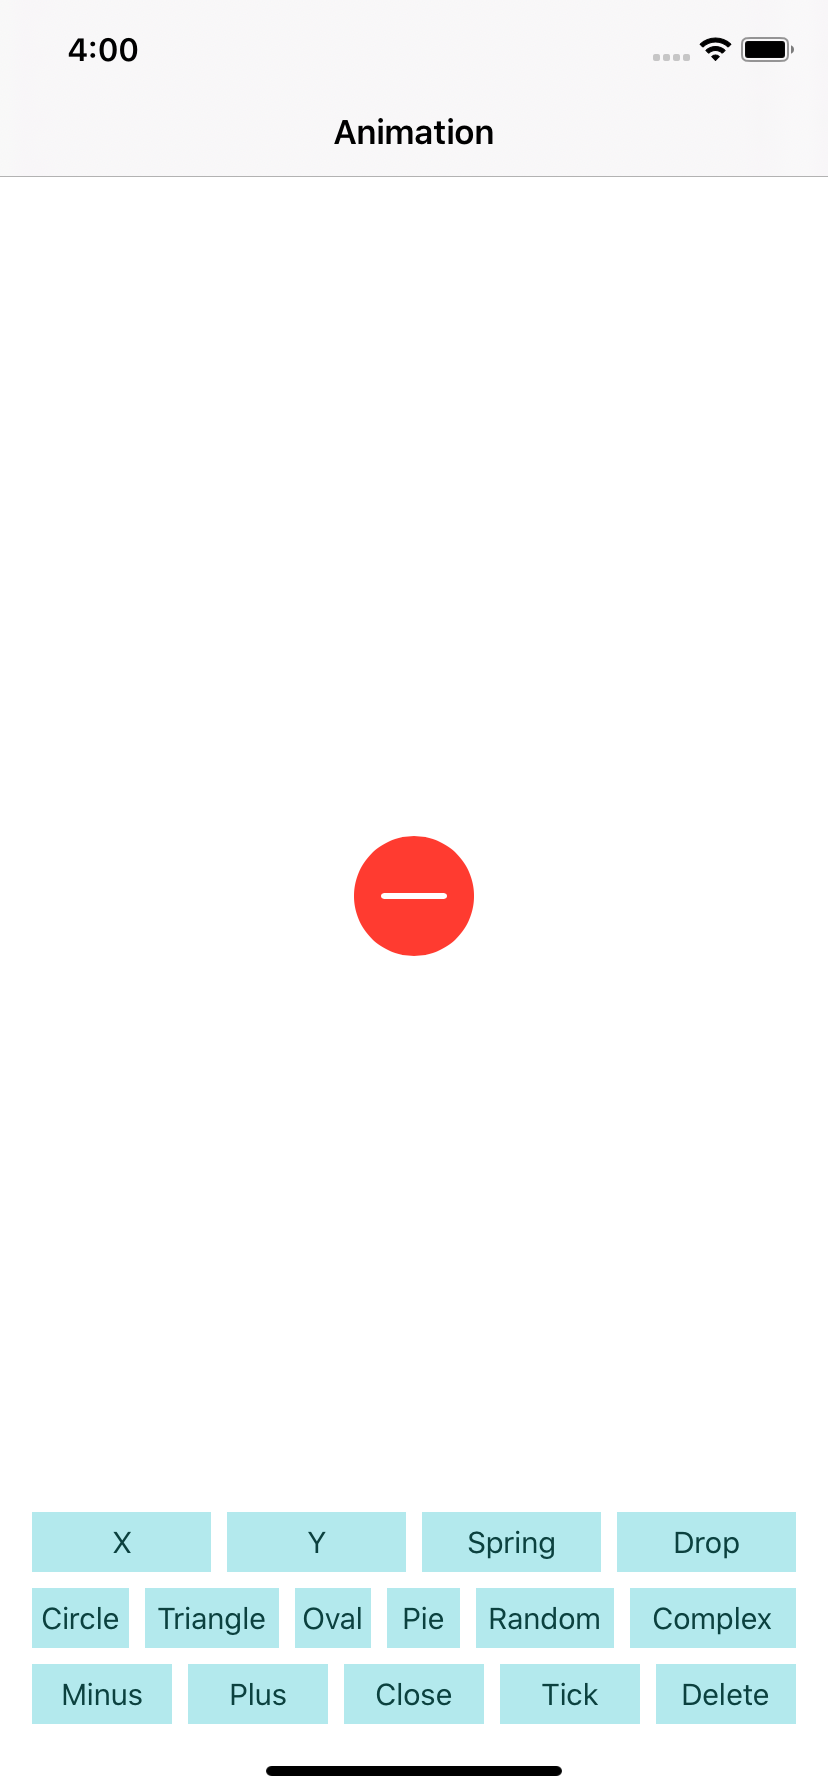 4:00
Animation
X Y Spring Drop
Circle Triangle Oval Pie Random Complex
Minus Plus Close Tick Delete